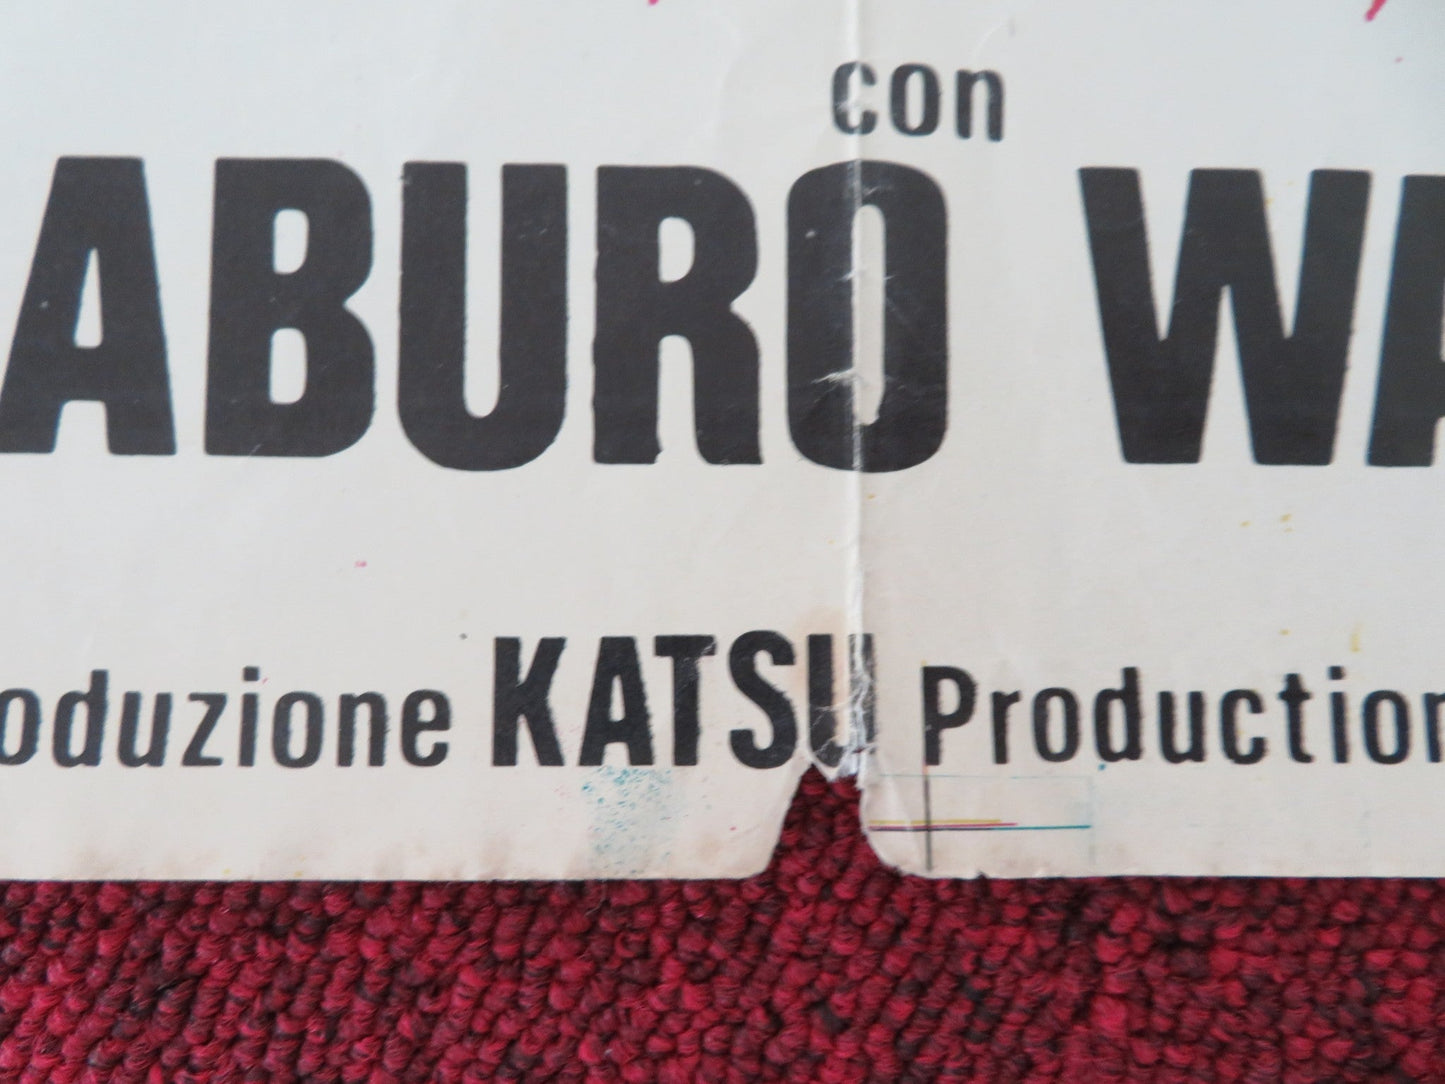 con
ABURO WA
oduzione KATSU Production